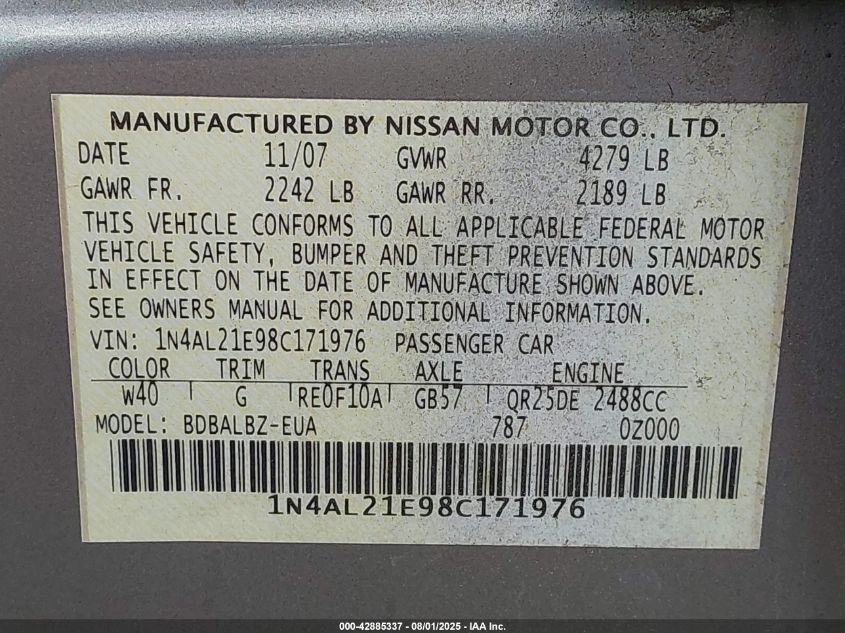 MANUFACTURED BY NISSAN MOTOR CO., LTD.
DATE 11/07 GVWR 4279 LB
GAWR FR. 2242 LB GAWR RR. 2189 LB
THIS VEHICLE CONFORMS TO ALL APPLICABLE FEDERAL MOTOR
VEHICLE SAFETY, BUMPER AND THEFT PREVENTION STANDARDS
IN EFFECT ON THE DATE OF MANUFACTURE SHOWN ABOVE.
SEE OWNERS MANUAL FOR ADDITIONAL INFORMATION.
VIN: 1N4AL21E98C171976 PASSENGER CAR
COLOR TRIM TRANS AXLE ENGINE
W40 G RE0F10A GB57 QR25DE 2488CC
MODEL: BDBALBZ-EUA 787 0Z000
1N4AL21E98C171976
000-42885337 - 08/01/2025 - IAA Inc.